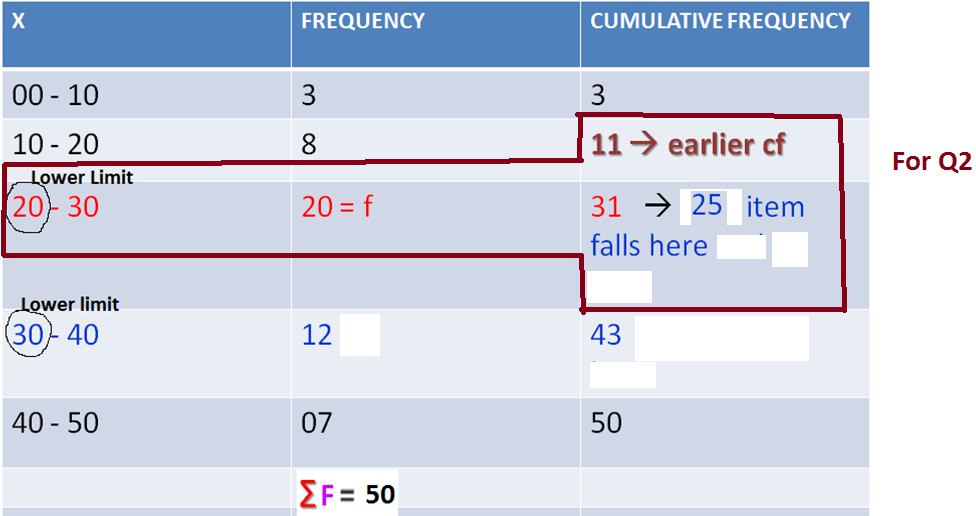 X FREQUENCY CUMULATIVE FREQUENCY
00 - 10 3 3
10 - 20 8 11 → earlier cf
For Q2
Lower Limit
20 - 30 20 = f 31 → 25 item
falls here
Lower limit
30 - 40 12 43
40 - 50 07 50
∑F = 50